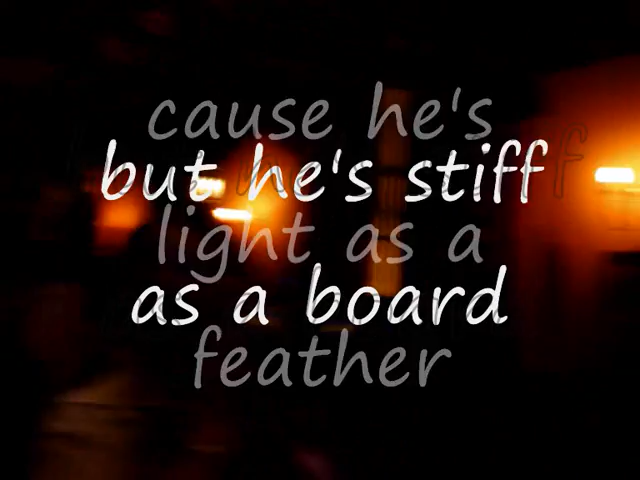 cause he's
but he's stiff
light as a
as a board
feather